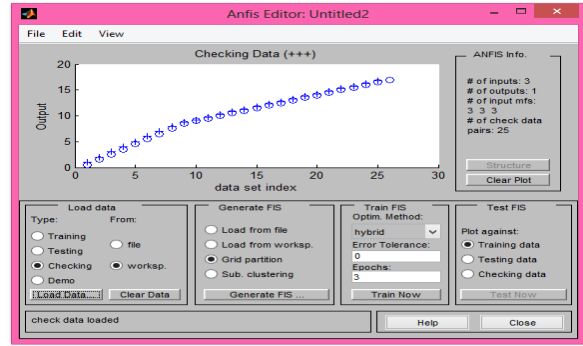 Anfis Editor: Untitled2
File Edit View
Checking Data (+++)
Output
20
15
10
5
0
0 5 10 15 20 25 30
data set index
ANFIS Info.
# of inputs: 3
# of outputs: 1
# of input mfs:
3 3 3
# of check data
pairs: 25
Structure
Clear Plot
Load data
Type: From:
Training
Testing
Checking
Demo
file
worksp.
Load Data... Clear Data
Generate FIS
Load from file
Load from worksp.
Grid partition
Sub. clustering
Generate FIS ...
Train FIS
Optim. Method:
hybrid
Error Tolerance:
0
Epochs:
3
Train Now
Test FIS
Plot against:
Training data
Testing data
Checking data
Test Now
check data loaded
Help Close